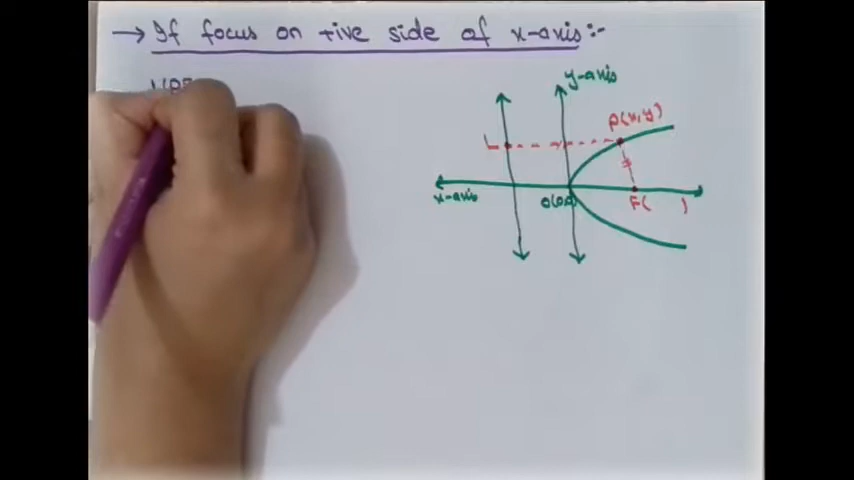 → If focus on +ive side of x-axis:-
y-axis
P(x,y)
L
x-axis
O(0,0)
F( )